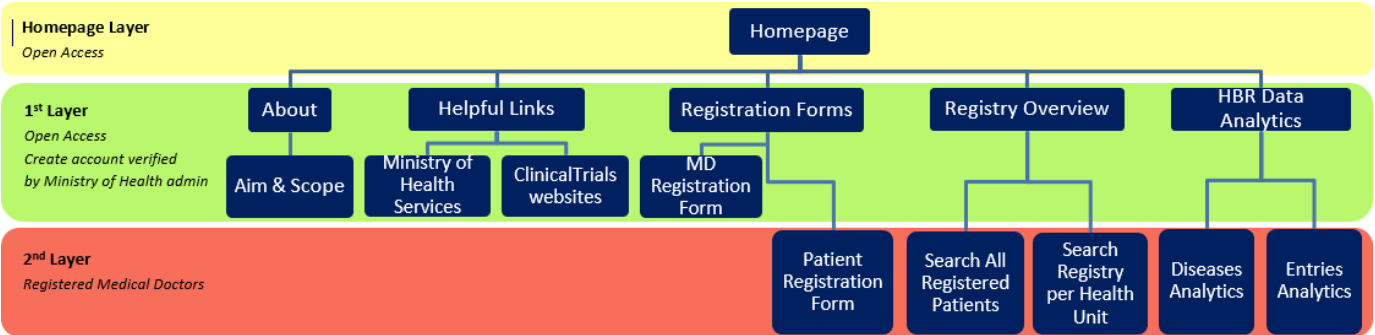 Homepage Layer
Open Access
Homepage
1st Layer
Open Access
Create account verified
by Ministry of Health admin
About
Helpful Links
Registration Forms
Registry Overview
HBR Data
Analytics
Aim & Scope
Ministry of
Health
Services
ClinicalTrials
websites
MD
Registration
Form
2nd Layer
Registered Medical Doctors
Patient
Registration
Form
Search All
Registered
Patients
Search
Registry
per Health
Unit
Diseases
Analytics
Entries
Analytics